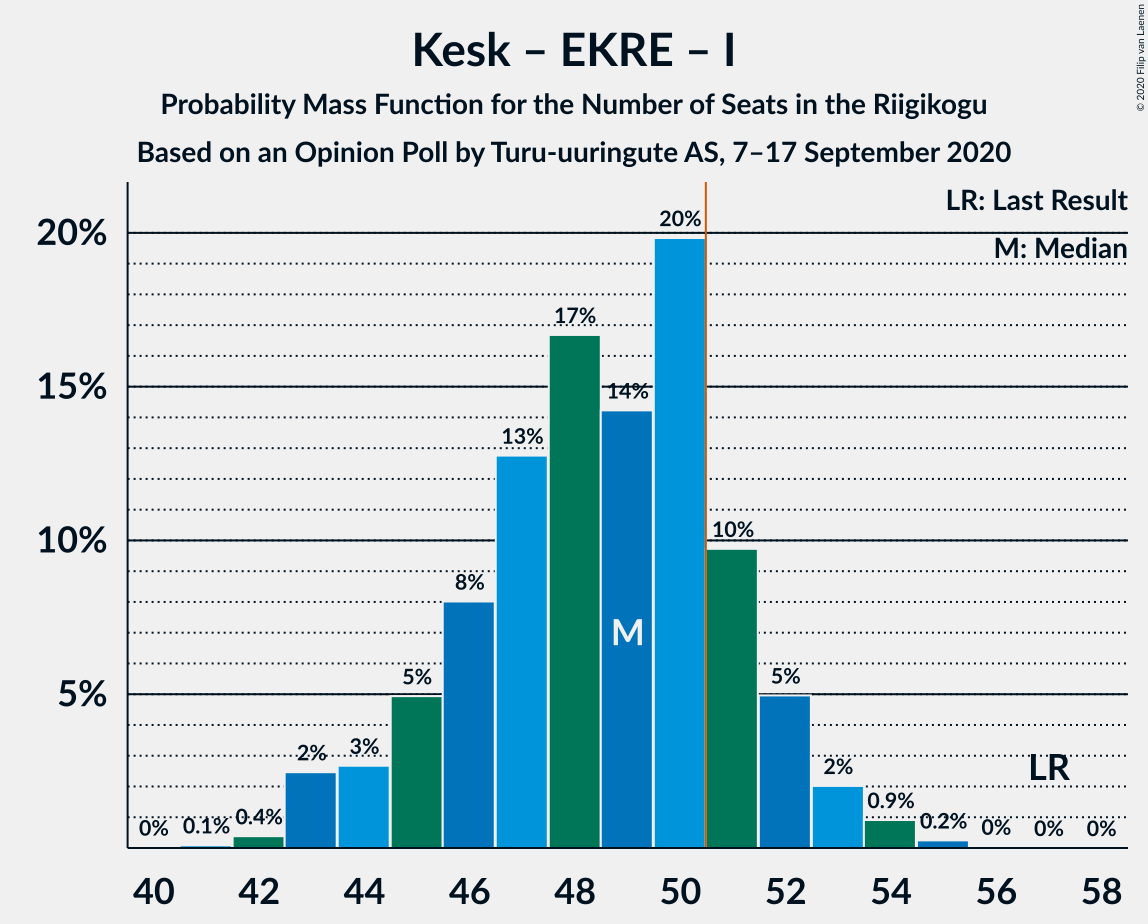 Kesk – EKRE – I
Probability Mass Function for the Number of Seats in the Riigikogu
Based on an Opinion Poll by Turu-uuringute AS, 7–17 September 2020
© 2020 Filip van Laenen
LR: Last Result
M: Median
20%
15%
10%
5%
0%
0.1%
0.4%
2%
3%
5%
8%
13%
17%
14%
20%
10%
5%
2%
0.9%
0.2%
0%
0%
0%
M
LR
40 42 44 46 48 50 52 54 56 58